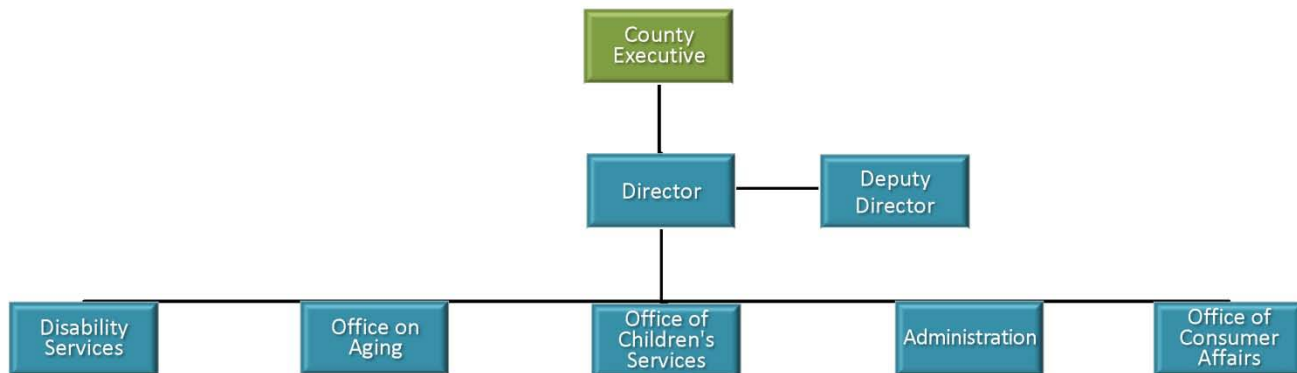 County
Executive
Director
Deputy
Director
Disability
Services
Office on
Aging
Office of
Children's
Services
Administration
Office of
Consumer
Affairs